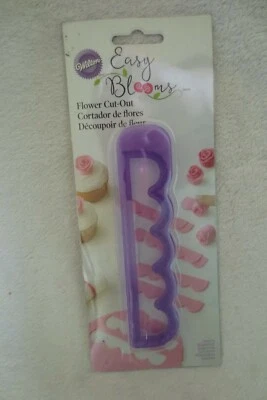 Wilton
Easy
Blooms
Flower Cut-Out
Cortador de flores
Découpoir de fleur